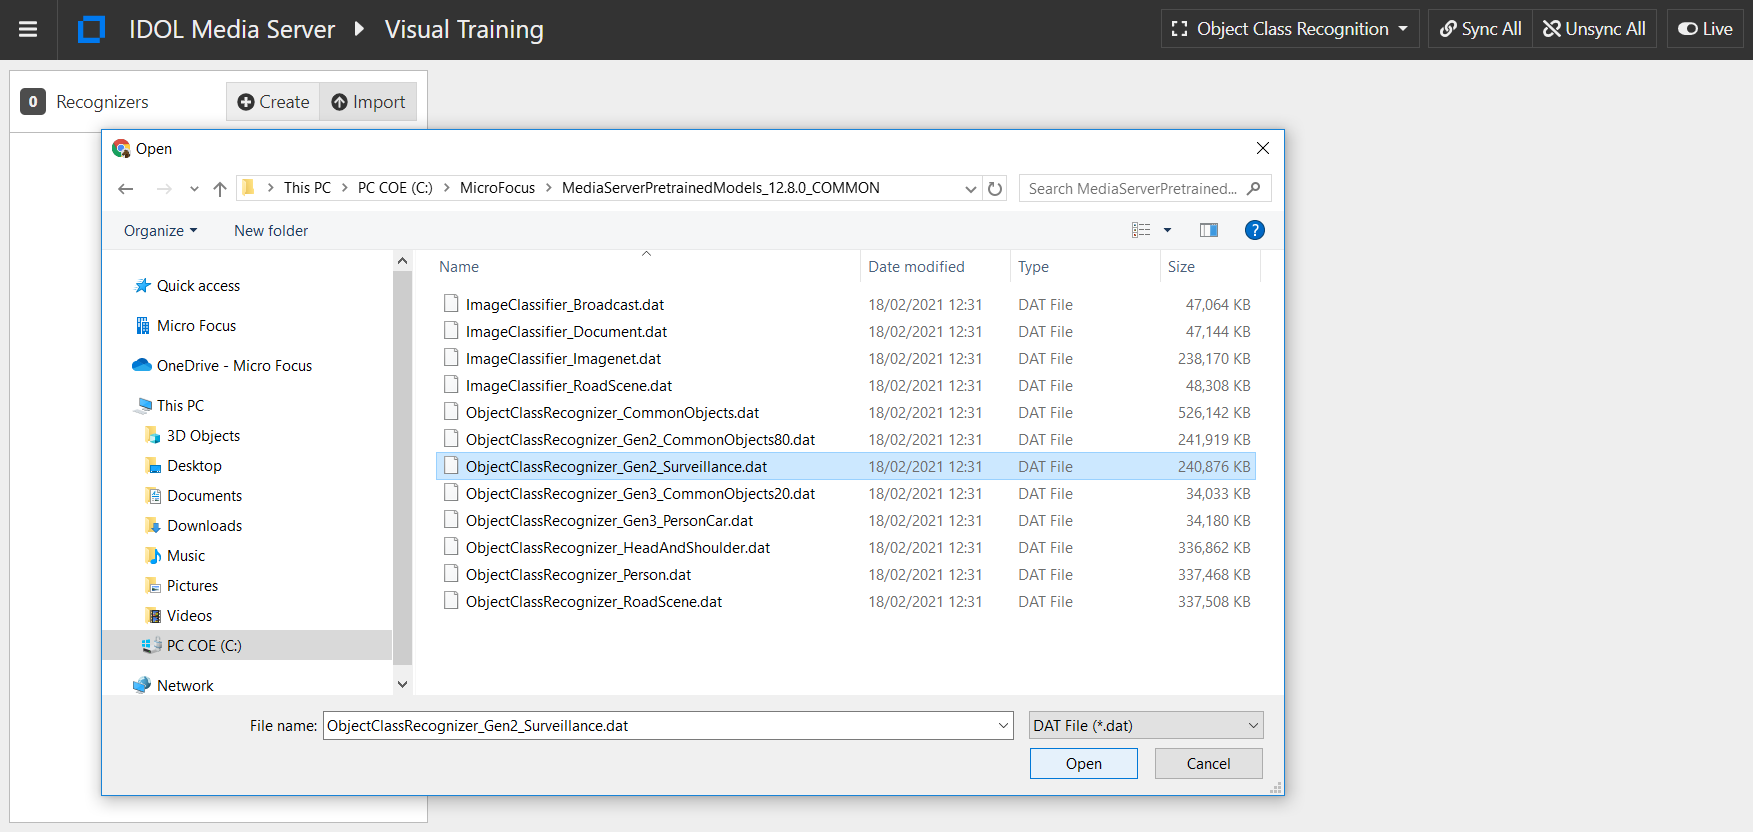 IDOL Media Server Visual Training
Object Class Recognition Sync All Unsync All Live
0 Recognizers Create Import
Open
This PC PC COE (C:) MicroFocus MediaServerPretrainedModels_12.8.0_COMMON Search MediaServerPretrained...
Organize New folder ?
Name Date modified Type Size
Quick access
Micro Focus
OneDrive - Micro Focus
This PC
3D Objects
Desktop
Documents
Downloads
Music
Pictures
Videos
PC COE (C:)
Network
ImageClassifier_Broadcast.dat 18/02/2021 12:31 DAT File 47,064 KB
ImageClassifier_Document.dat 18/02/2021 12:31 DAT File 47,144 KB
ImageClassifier_Imagenet.dat 18/02/2021 12:31 DAT File 238,170 KB
ImageClassifier_RoadScene.dat 18/02/2021 12:31 DAT File 48,308 KB
ObjectClassRecognizer_CommonObjects.dat 18/02/2021 12:31 DAT File 526,142 KB
ObjectClassRecognizer_Gen2_CommonObjects80.dat 18/02/2021 12:31 DAT File 241,919 KB
ObjectClassRecognizer_Gen2_Surveillance.dat 18/02/2021 12:31 DAT File 240,876 KB
ObjectClassRecognizer_Gen3_CommonObjects20.dat 18/02/2021 12:31 DAT File 34,033 KB
ObjectClassRecognizer_Gen3_PersonCar.dat 18/02/2021 12:31 DAT File 34,180 KB
ObjectClassRecognizer_HeadAndShoulder.dat 18/02/2021 12:31 DAT File 336,862 KB
ObjectClassRecognizer_Person.dat 18/02/2021 12:31 DAT File 337,468 KB
ObjectClassRecognizer_RoadScene.dat 18/02/2021 12:31 DAT File 337,508 KB
File name: ObjectClassRecognizer_Gen2_Surveillance.dat DAT File (*.dat)
Open Cancel